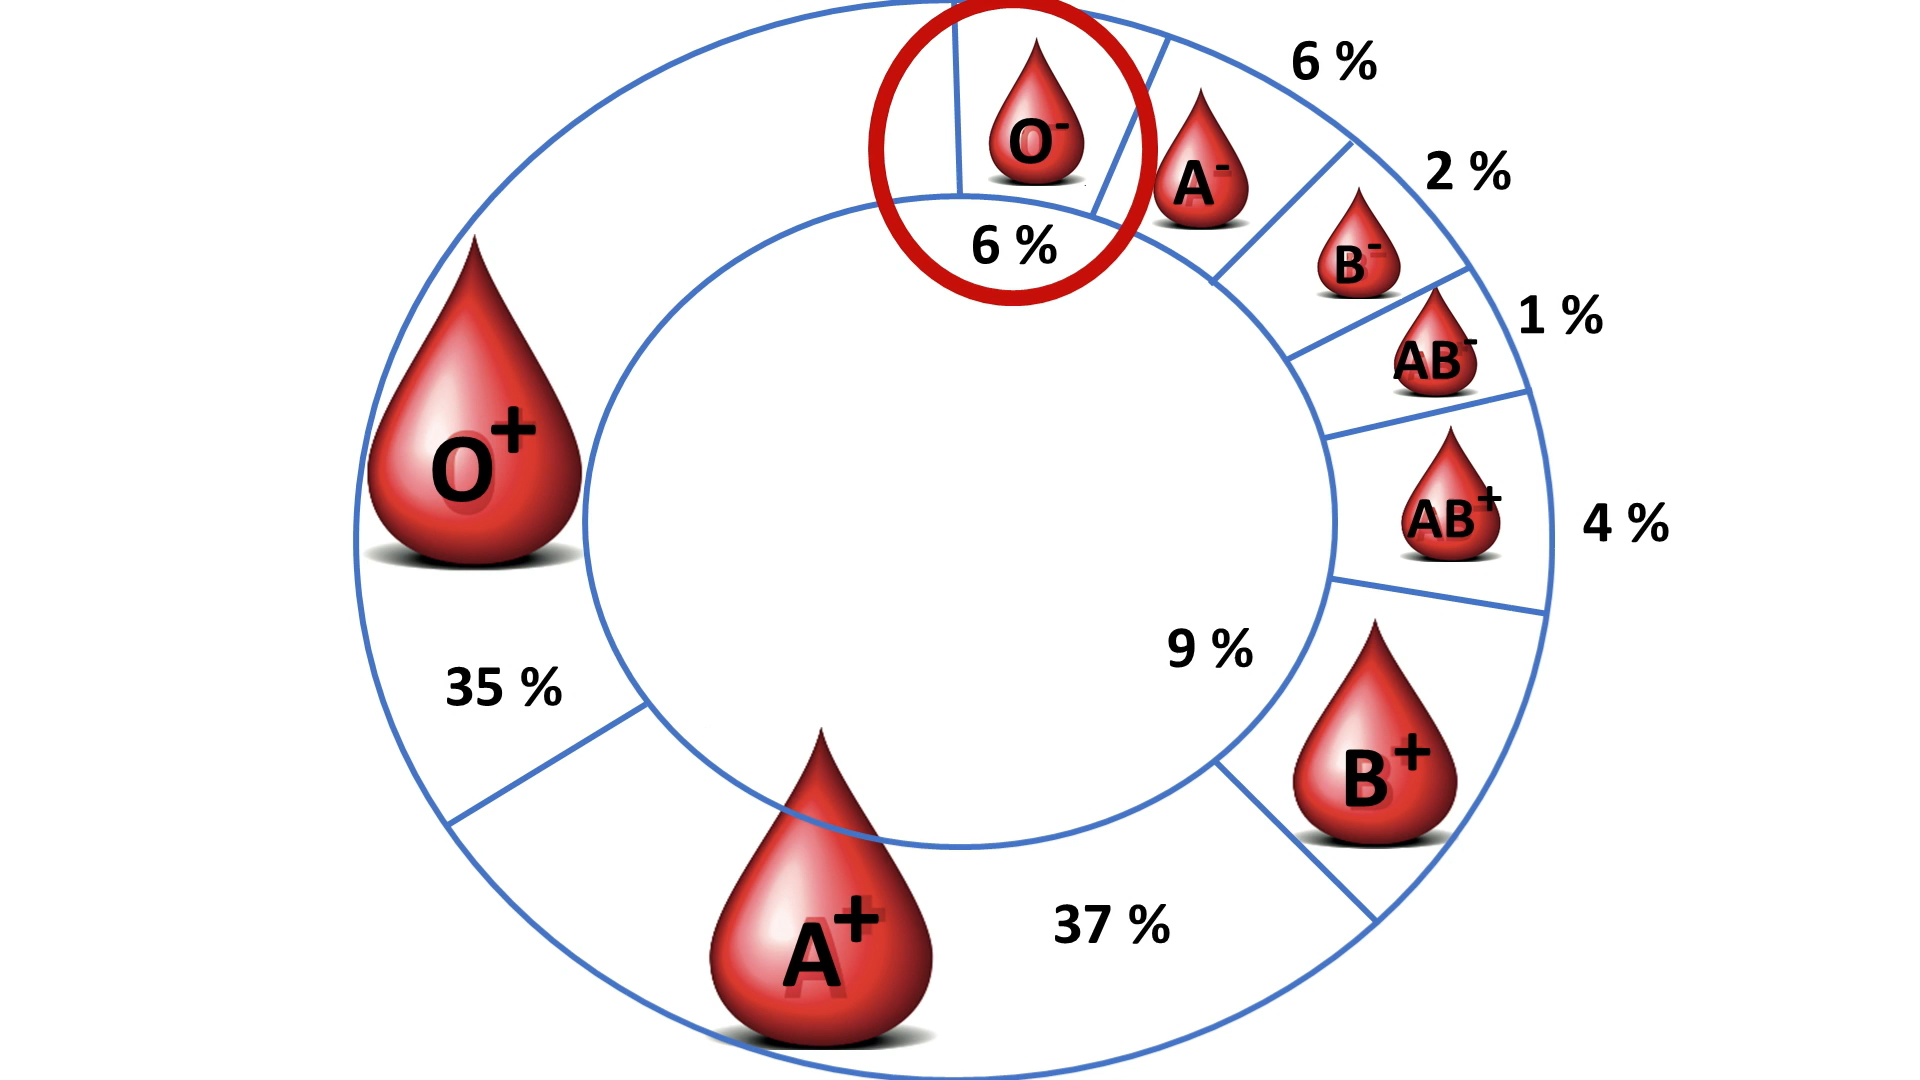 O-
6 %
A-
6 %
B-
2 %
AB-
1 %
AB+
4 %
B+
9 %
A+
37 %
O+
35 %